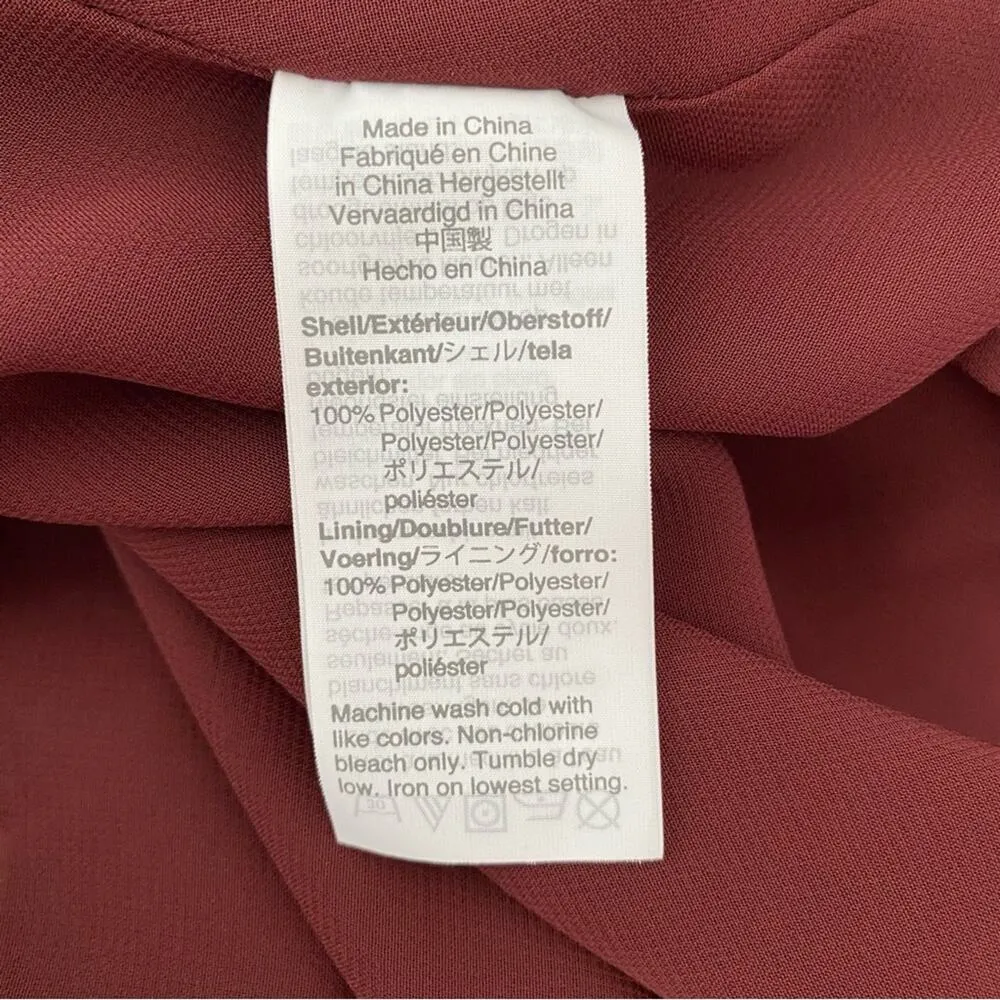 Made in China
Fabriqué en Chine
in China Hergestellt
Vervaardigd in China
中国製
Hecho en China
Shell/Extérieur/Oberstoff/
Buitenkant/シェル/tela
exterior:
100% Polyester/Polyester/
Polyester/Polyester/
ポリエステル/
poliéster
Lining/Doublure/Futter/
Voering/ライニング/forro:
100% Polyester/Polyester/
Polyester/Polyester/
ポリエステル/
poliéster
Machine wash cold with
like colors. Non-chlorine
bleach only. Tumble dry
low. Iron on lowest setting.